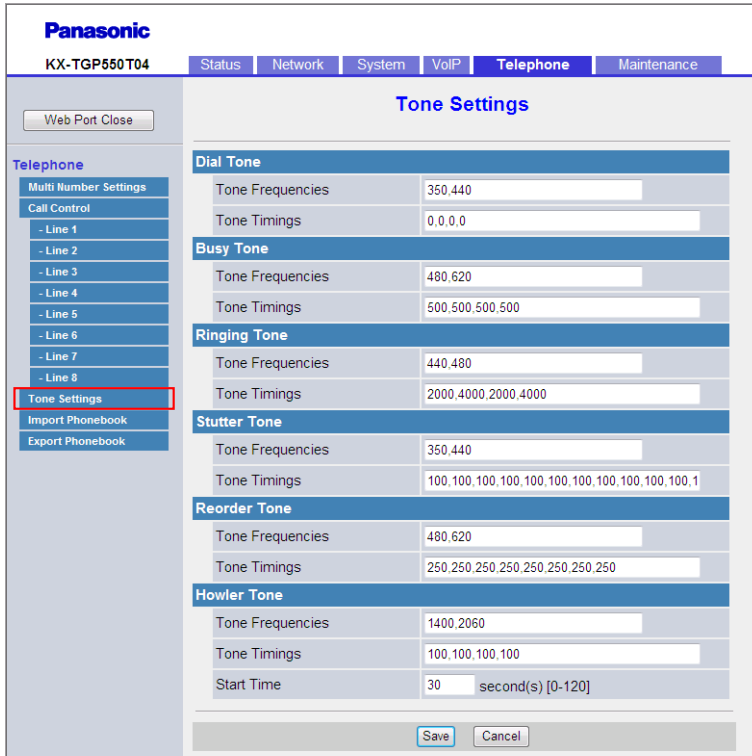 Panasonic
KX-TGP550T04
Status Network System VoIP Telephone Maintenance
Web Port Close
Telephone
Multi Number Settings
Call Control
- Line 1
- Line 2
- Line 3
- Line 4
- Line 5
- Line 6
- Line 7
- Line 8
Tone Settings
Import Phonebook
Export Phonebook
Tone Settings
Dial Tone
Tone Frequencies 350,440
Tone Timings 0,0,0,0
Busy Tone
Tone Frequencies 480,620
Tone Timings 500,500,500,500
Ringing Tone
Tone Frequencies 440,480
Tone Timings 2000,4000,2000,4000
Stutter Tone
Tone Frequencies 350,440
Tone Timings 100,100,100,100,100,100,100,100,100,100,100,1
Reorder Tone
Tone Frequencies 480,620
Tone Timings 250,250,250,250,250,250,250,250
Howler Tone
Tone Frequencies 1400,2060
Tone Timings 100,100,100,100
Start Time 30 second(s) [0-120]
Save Cancel